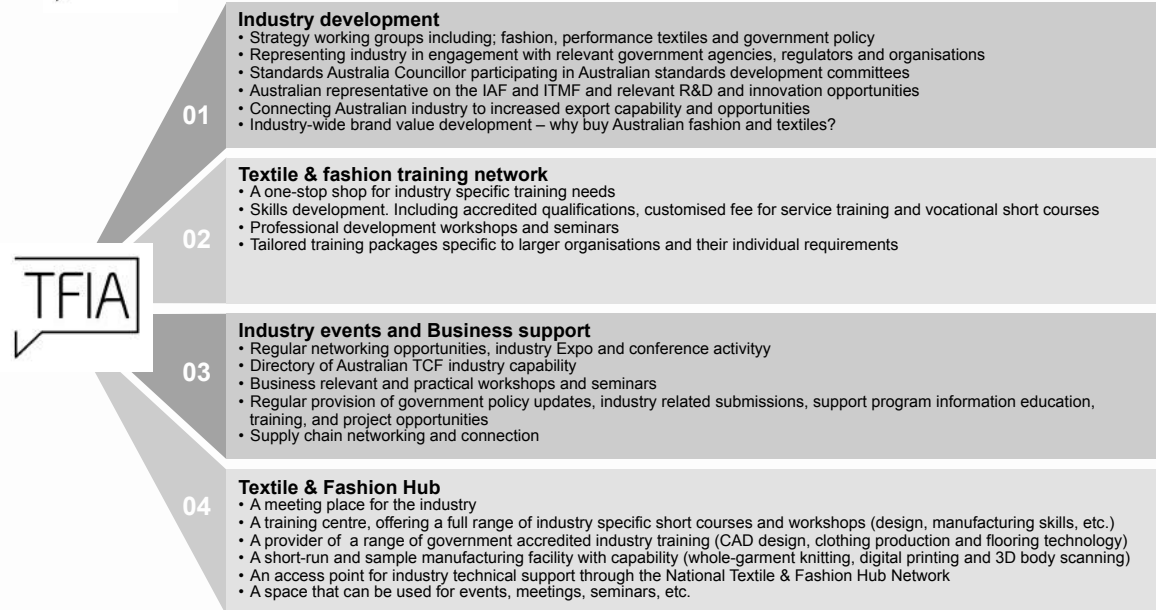 TFIA
01
Industry development
• Strategy working groups including; fashion, performance textiles and government policy
• Representing industry in engagement with relevant government agencies, regulators and organisations
• Standards Australia Councillor participating in Australian standards development committees
• Australian representative on the IAF and ITMF and relevant R&D and innovation opportunities
• Connecting Australian industry to increased export capability and opportunities
• Industry-wide brand value development – why buy Australian fashion and textiles?
02
Textile & fashion training network
• A one-stop shop for industry specific training needs
• Skills development. Including accredited qualifications, customised fee for service training and vocational short courses
• Professional development workshops and seminars
• Tailored training packages specific to larger organisations and their individual requirements
03
Industry events and Business support
• Regular networking opportunities, industry Expo and conference activityy
• Directory of Australian TCF industry capability
• Business relevant and practical workshops and seminars
• Regular provision of government policy updates, industry related submissions, support program information education,
training, and project opportunities
• Supply chain networking and connection
04
Textile & Fashion Hub
• A meeting place for the industry
• A training centre, offering a full range of industry specific short courses and workshops (design, manufacturing skills, etc.)
• A provider of a range of government accredited industry training (CAD design, clothing production and flooring technology)
• A short-run and sample manufacturing facility with capability (whole-garment knitting, digital printing and 3D body scanning)
• An access point for industry technical support through the National Textile & Fashion Hub Network
• A space that can be used for events, meetings, seminars, etc.